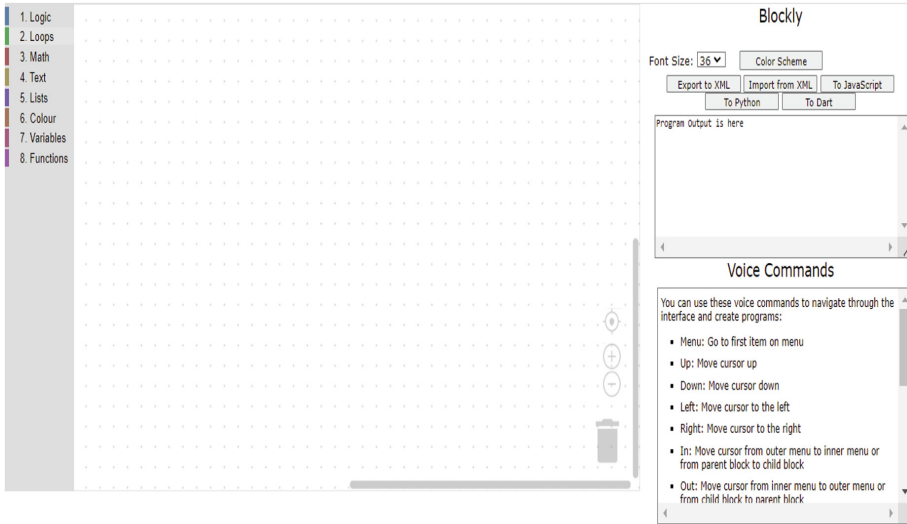 1. Logic
2. Loops
3. Math
4. Text
5. Lists
6. Colour
7. Variables
8. Functions
Blockly
Font Size: 36 Color Scheme
Export to XML Import from XML To JavaScript
To Python To Dart
Program Output is here
Voice Commands
You can use these voice commands to navigate through the
interface and create programs:
▪ Menu: Go to first item on menu
▪ Up: Move cursor up
▪ Down: Move cursor down
▪ Left: Move cursor to the left
▪ Right: Move cursor to the right
▪ In: Move cursor from outer menu to inner menu or
from parent block to child block
▪ Out: Move cursor from inner menu to outer menu or
from child block to parent block